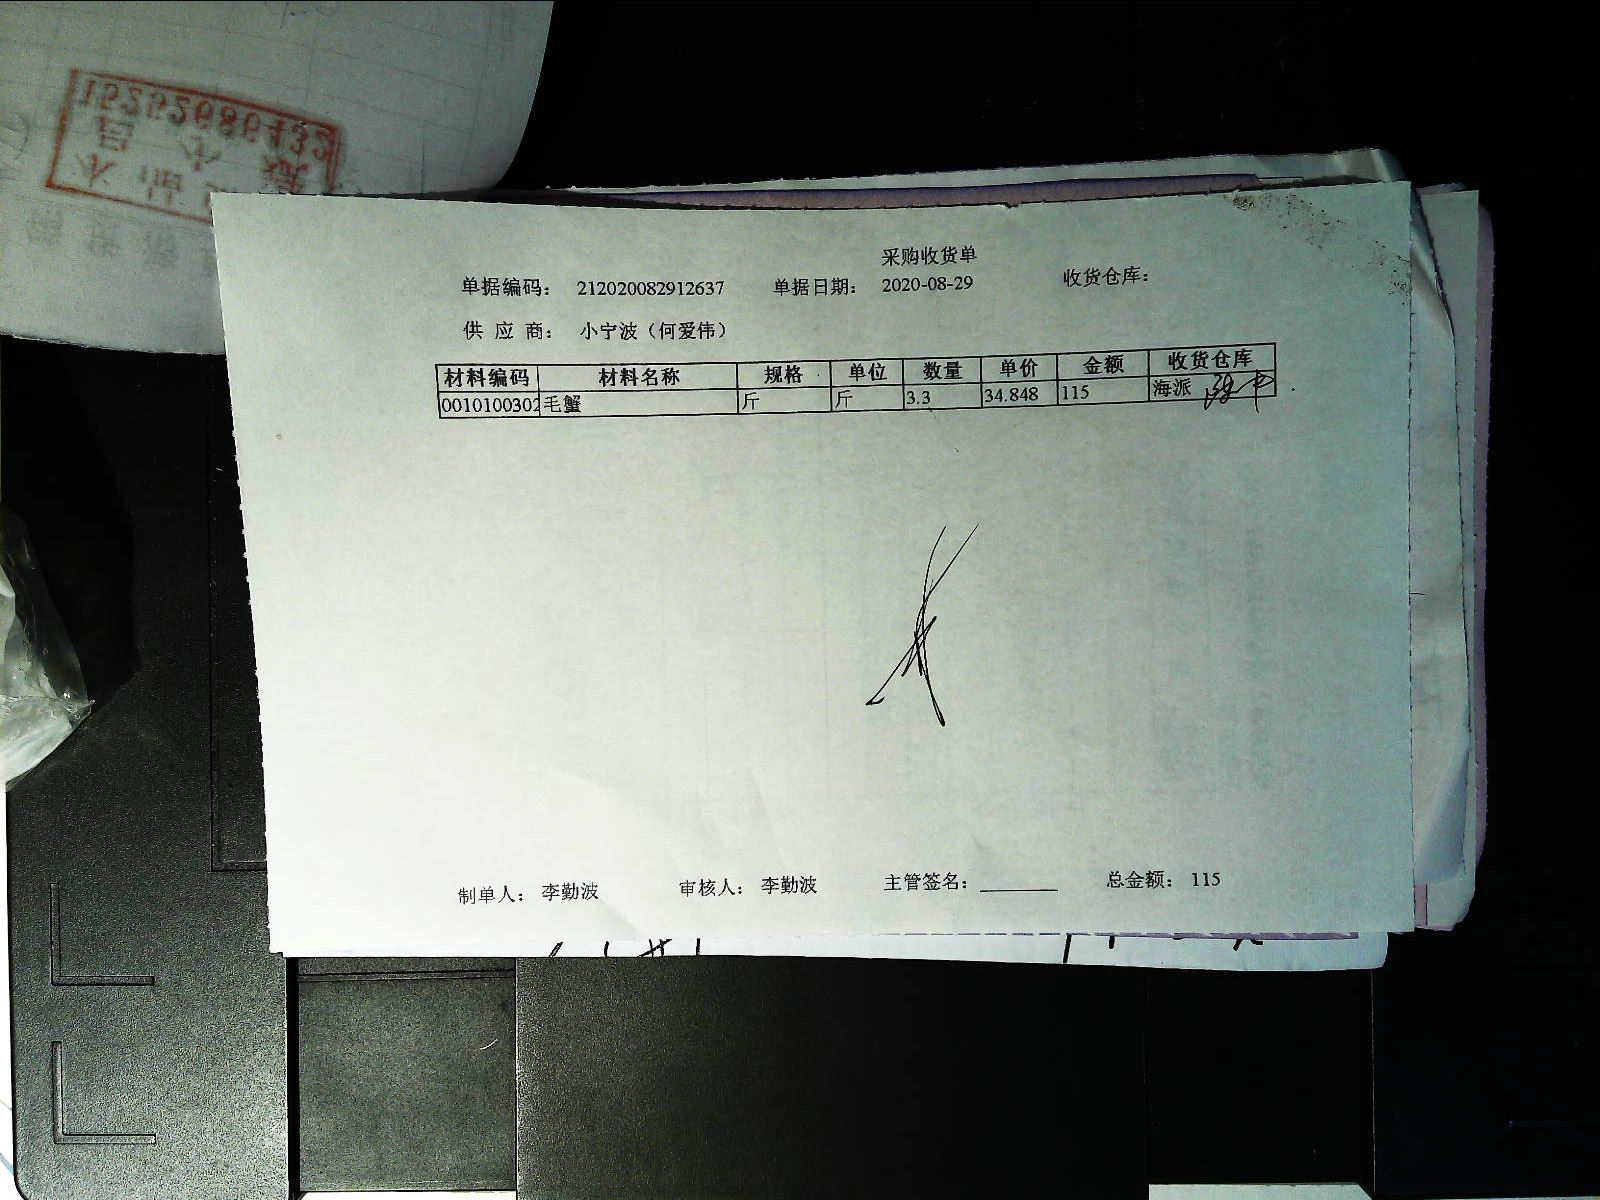 15252686432
采购收货单
单据编码： 212020082912637 单据日期： 2020-08-29 收货仓库：
供 应 商： 小宁波（何爱伟）
材料编码 材料名称 规格 单位 数量 单价 金额 收货仓库
0010100302 毛蟹 斤 斤 3.3 34.848 115 海派
制单人： 李勤波 审核人： 李勤波 主管签名： 总金额： 115